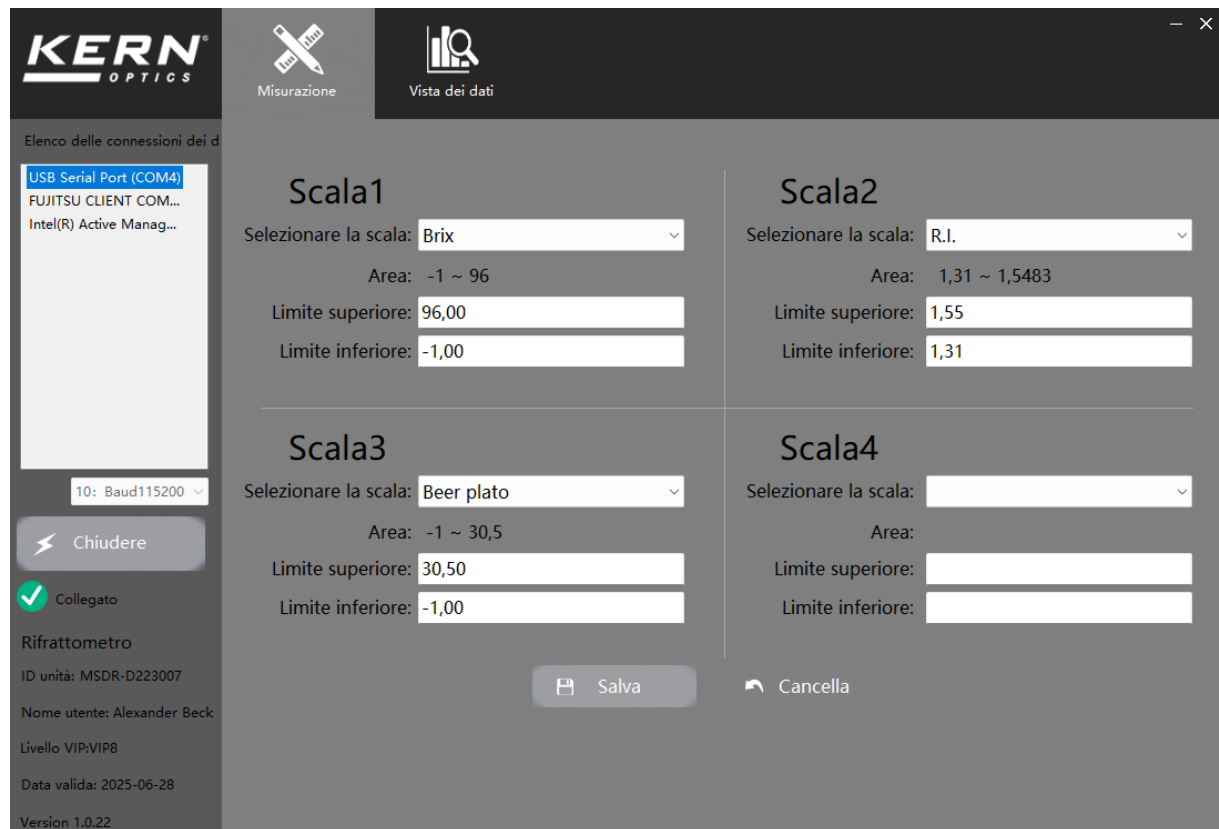 KERN
OPTICS
Misurazione
Vista dei dati
Elenco delle connessioni dei d
USB Serial Port (COM4)
FUJITSU CLIENT COM...
Intel(R) Active Manag...
10: Baud115200
Chiudere
Collegato
Rifrattometro
ID unità: MSDR-D223007
Nome utente: Alexander Beck
Livello VIP:VIP8
Data valida: 2025-06-28
Version 1.0.22
Scala1
Selezionare la scala: Brix
Area: -1 ~ 96
Limite superiore: 96,00
Limite inferiore: -1,00
Scala2
Selezionare la scala: R.I.
Area: 1,31 ~ 1,5483
Limite superiore: 1,55
Limite inferiore: 1,31
Scala3
Selezionare la scala: Beer plato
Area: -1 ~ 30,5
Limite superiore: 30,50
Limite inferiore: -1,00
Scala4
Selezionare la scala:
Area:
Limite superiore:
Limite inferiore:
Salva
Cancella